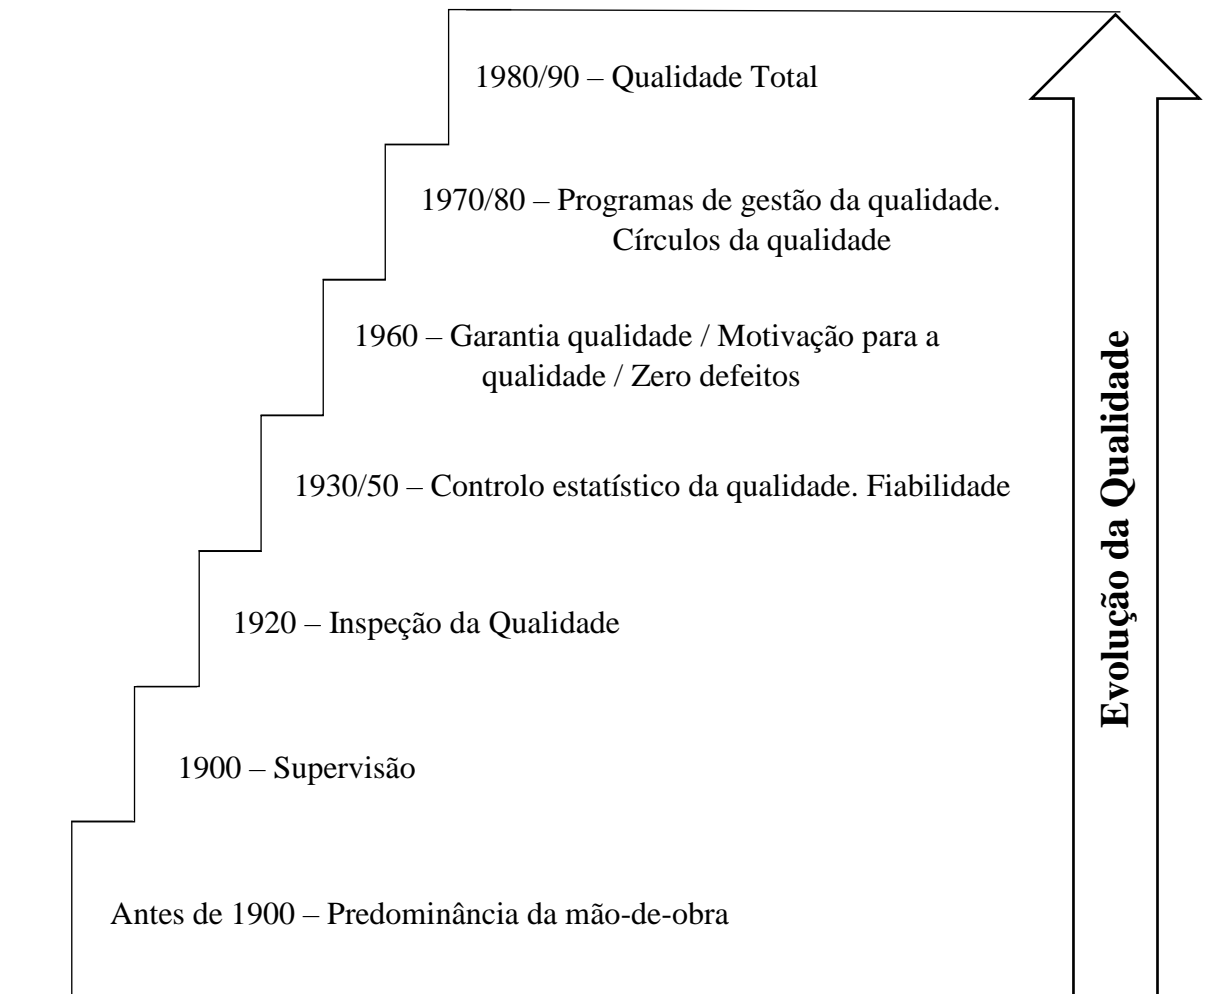 1980/90 – Qualidade Total
1970/80 – Programas de gestão da qualidade.
Círculos da qualidade
1960 – Garantia qualidade / Motivação para a
qualidade / Zero defeitos
1930/50 – Controlo estatístico da qualidade. Fiabilidade
1920 – Inspeção da Qualidade
1900 – Supervisão
Antes de 1900 – Predominância da mão-de-obra
Evolução da Qualidade